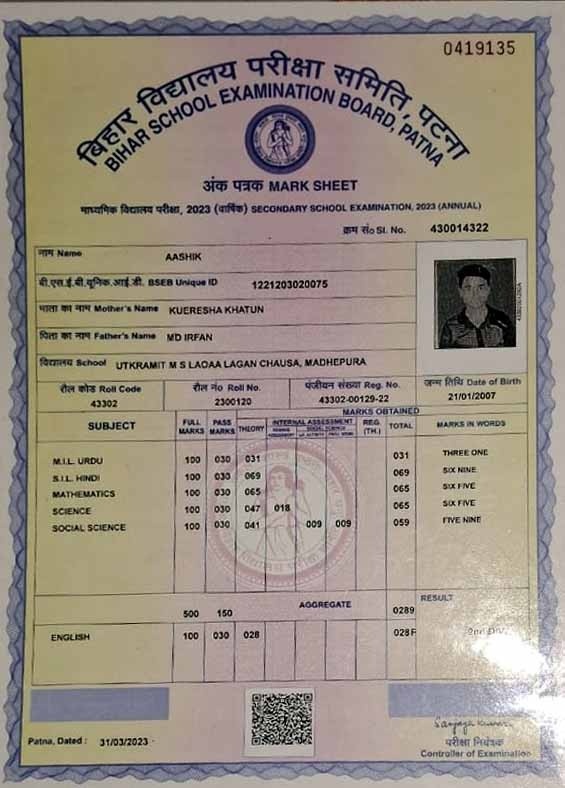 0419135
बिहार विद्यालय परीक्षा समिति, पटना
BIHAR SCHOOL EXAMINATION BOARD, PATNA
अंक पत्रक MARK SHEET
माध्यमिक विद्यालय परीक्षा, 2023 (वार्षिक) SECONDARY SCHOOL EXAMINATION, 2023 (ANNUAL)
क्रम सं० Sl. No. 430014322
नाम Name AASHIK
बी.एस.ई.बी.यूनिक.आई.डी. BSEB Unique ID 1221203020075
माता का नाम Mother's Name KUERESHA KHATUN
पिता का नाम Father's Name MD IRFAN
विद्यालय School UTKRAMIT M S LAOAA LAGAN CHAUSA, MADHEPURA
रौल कोड Roll Code रौल नं० Roll No. पंजीयन संख्या Reg. No. जन्म तिथि Date of Birth
43302 2300120 43302-00129-22 21/01/2007
MARKS OBTAINED
SUBJECT FULL MARKS PASS MARKS THEORY INTERNAL ASSESSMENT REG. (TH.) TOTAL MARKS IN WORDS
M.I.L. URDU 100 030 031 031 THREE ONE
S.I.L. HINDI 100 030 069 069 SIX NINE
MATHEMATICS 100 030 065 065 SIX FIVE
SCIENCE 100 030 047 018 065 SIX FIVE
SOCIAL SCIENCE 100 030 041 009 009 059 FIVE NINE
500 150 AGGREGATE 0289 RESULT
ENGLISH 100 030 028 028F 2nd DIV
Patna, Dated : 31/03/2023
Sanjay Kumar
परीक्षा नियंत्रक
Controller of Examination